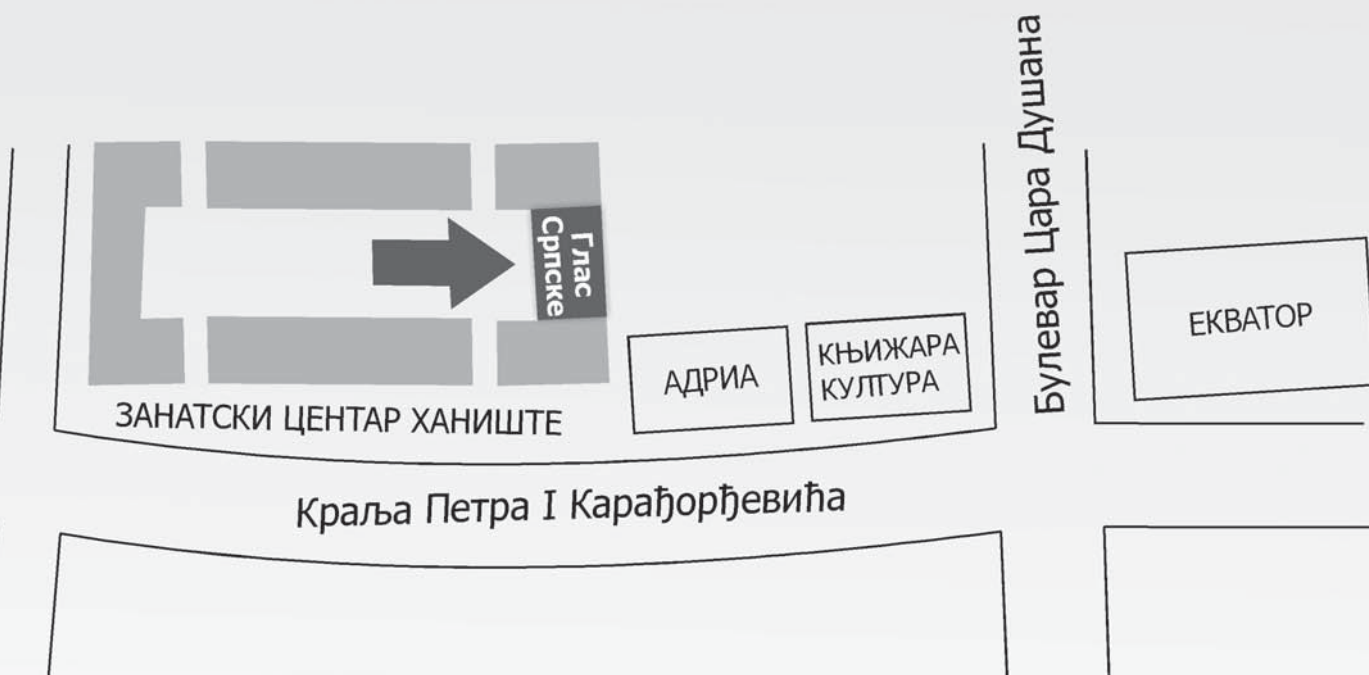 Булевар Цара Душана
Глас
Српске
ЕКВАТОР
КЊИЖАРА
КУЛТУРА
АДРИА
ЗАНАТСКИ ЦЕНТАР ХАНИШТЕ
Краља Петра I Карађорђевића